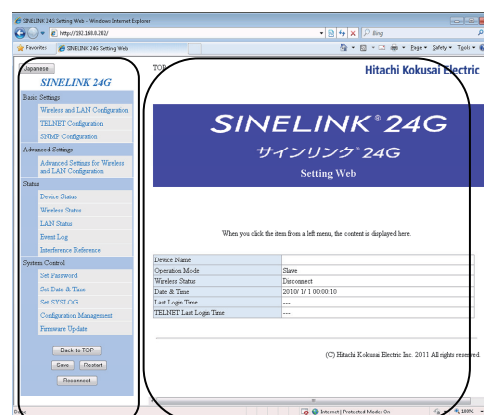 SINELINK 24G Setting Web - Windows Internet Explorer
http://192.168.0.202/
Bing
Favorites SINELINK 24G Setting Web
Page Safety Tools
Japanese
SINELINK 24G
Basic Settings
Wireless and LAN Configuration
TELNET Configuration
SNMP Configuration
Advanced Settings
Advanced Settings for Wireless
and LAN Configuration
Status
Device Status
Wireless Status
LAN Status
Event Log
Interference Reference
System Control
Set Password
Set Date & Time
Set SYSLOG
Configuration Management
Firmware Update
Back to TOP
Save Restart
Reconnect
TOP
Hitachi Kokusai Electric
SINELINK® 24G
サインリンク® 24G
Setting Web
When you click the item from a left menu, the content is displayed here.
Device Name
Operation Mode Slave
Wireless Status Disconnect
Date & Time 2010/ 1/ 1 00:00:10
Last Login Time ---
TELNET Last Login Time ---
(C) Hitachi Kokusai Electric Inc. 2011 All rights reserved.
Done
Internet | Protected Mode: On
100%